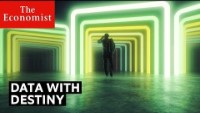 The
Economist
DATA WITH
DESTINY